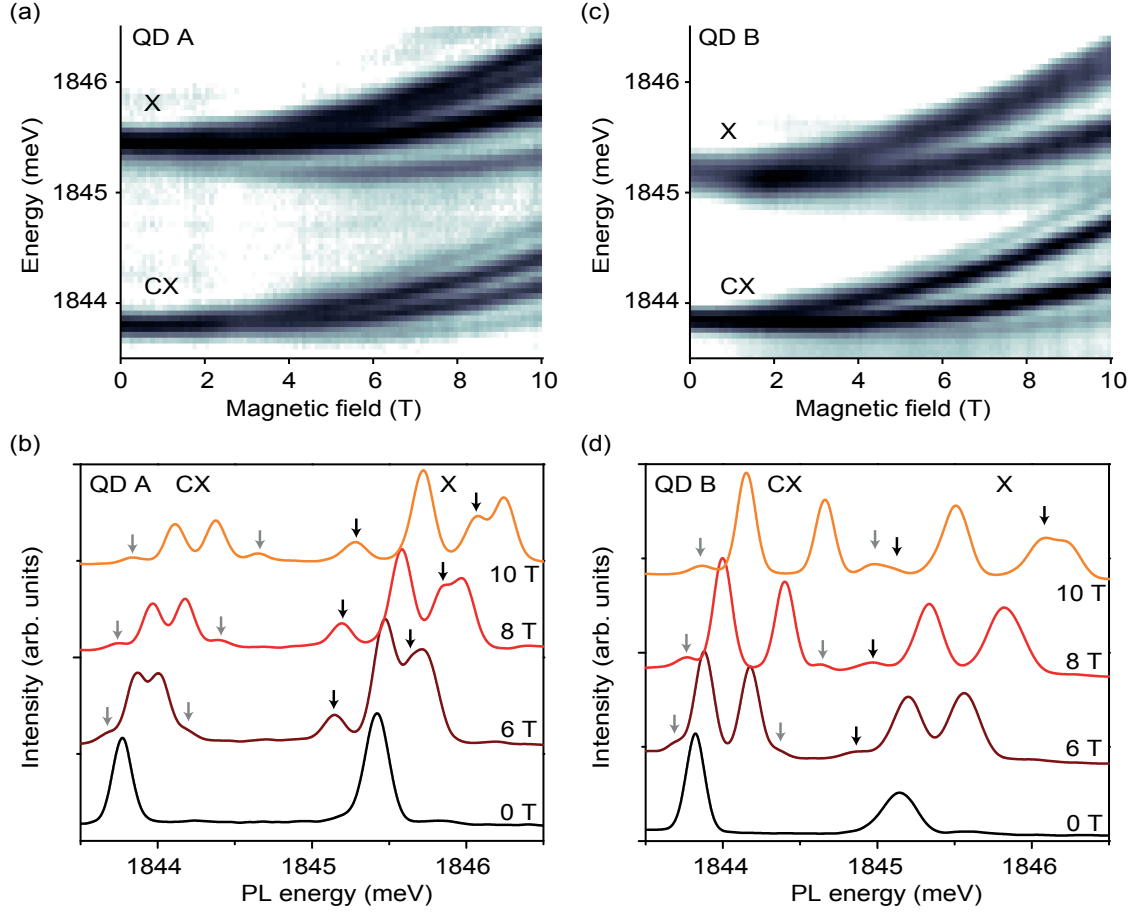 (a)
QD A
X
CX
1846
1845
1844
Energy (meV)
0 2 4 6 8 10
Magnetic field (T)
(c)
QD B
X
CX
1846
1845
1844
Energy (meV)
0 2 4 6 8 10
Magnetic field (T)
(b)
QD A CX X
10 T
8 T
6 T
0 T
Intensity (arb. units)
1844 1845 1846
PL energy (meV)
(d)
QD B CX X
10 T
8 T
6 T
0 T
Intensity (arb. units)
1844 1845 1846
PL energy (meV)